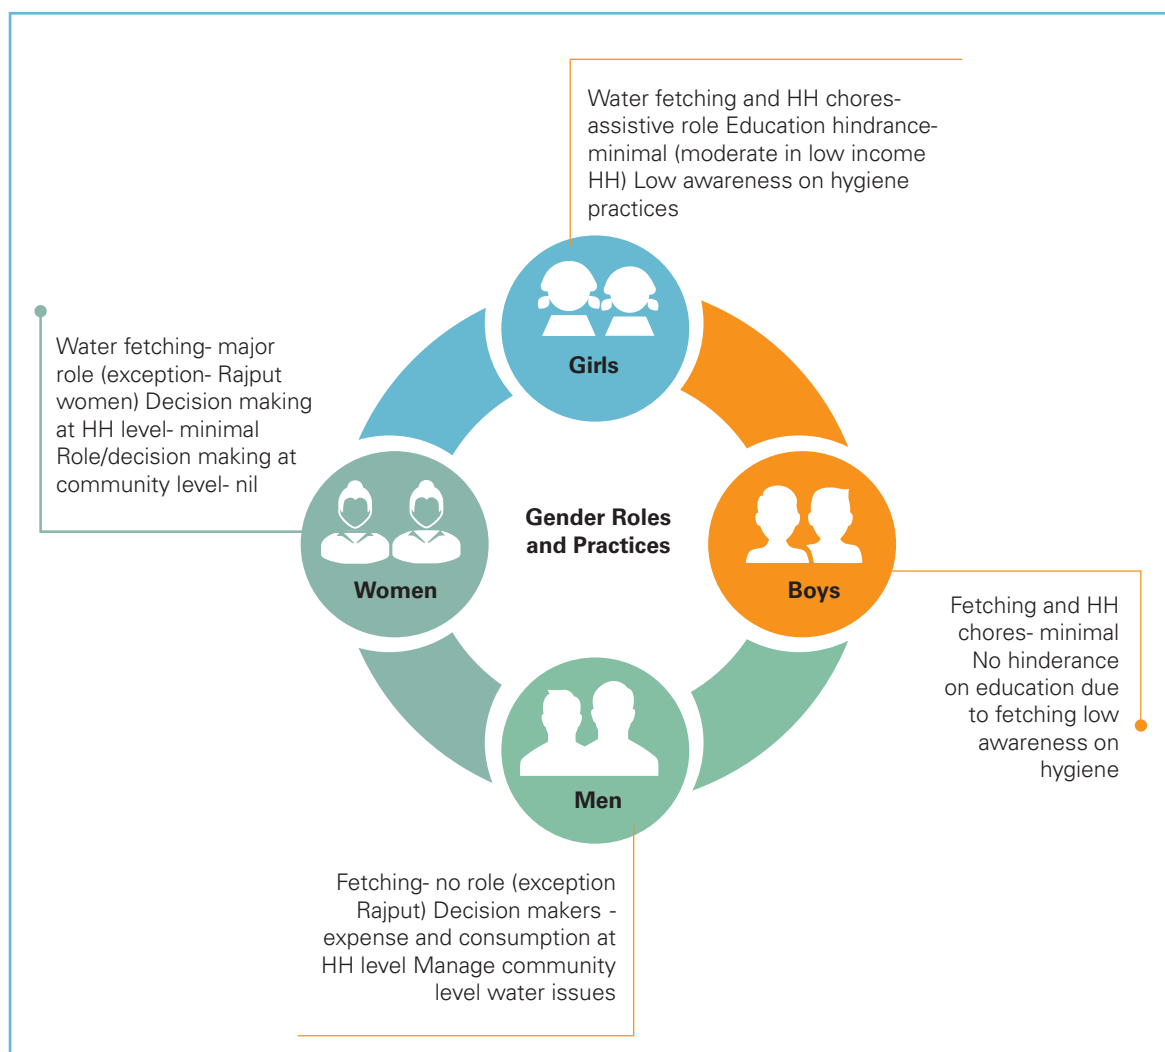 Water fetching and HH chores-
assistive role Education hindrance-
minimal (moderate in low income
HH) Low awareness on hygiene
practices
Girls
Water fetching- major
role (exception- Rajput
women) Decision making
at HH level- minimal
Role/decision making at
community level- nil
Women
Gender Roles
and Practices
Boys
Fetching and HH
chores- minimal
No hinderance
on education due
to fetching low
awareness on
hygiene
Men
Fetching- no role (exception
Rajput) Decision makers -
expense and consumption at
HH level Manage community
level water issues